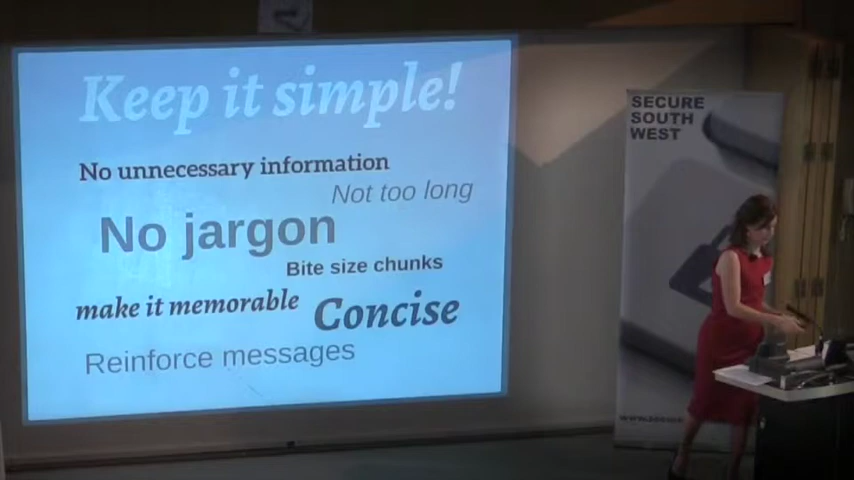 Keep it simple!
No unnecessary information
Not too long
No jargon
Bite size chunks
make it memorable
Concise
Reinforce messages
SECURE
SOUTH
WEST